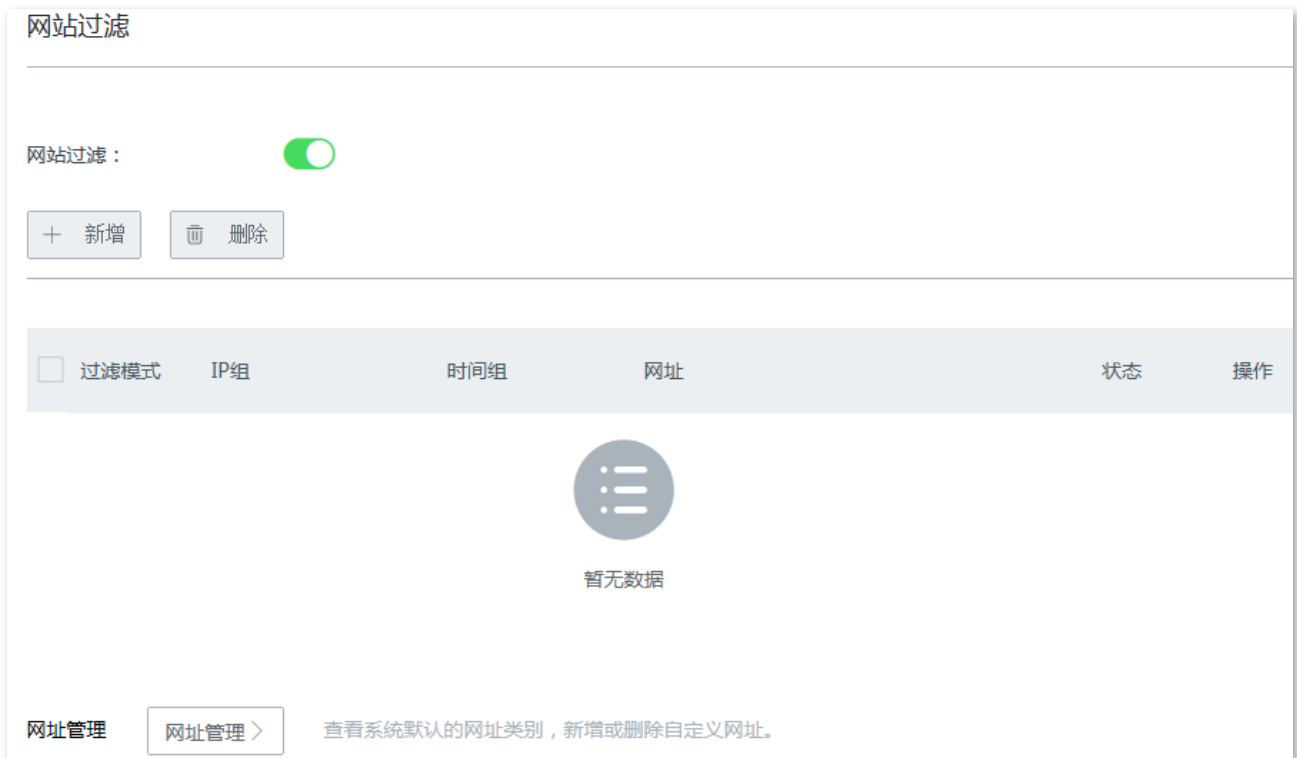 网站过滤
网站过滤：
新增 删除
过滤模式 IP组 时间组 网址 状态 操作
暂无数据
网址管理 网址管理 查看系统默认的网址类别，新增或删除自定义网址。